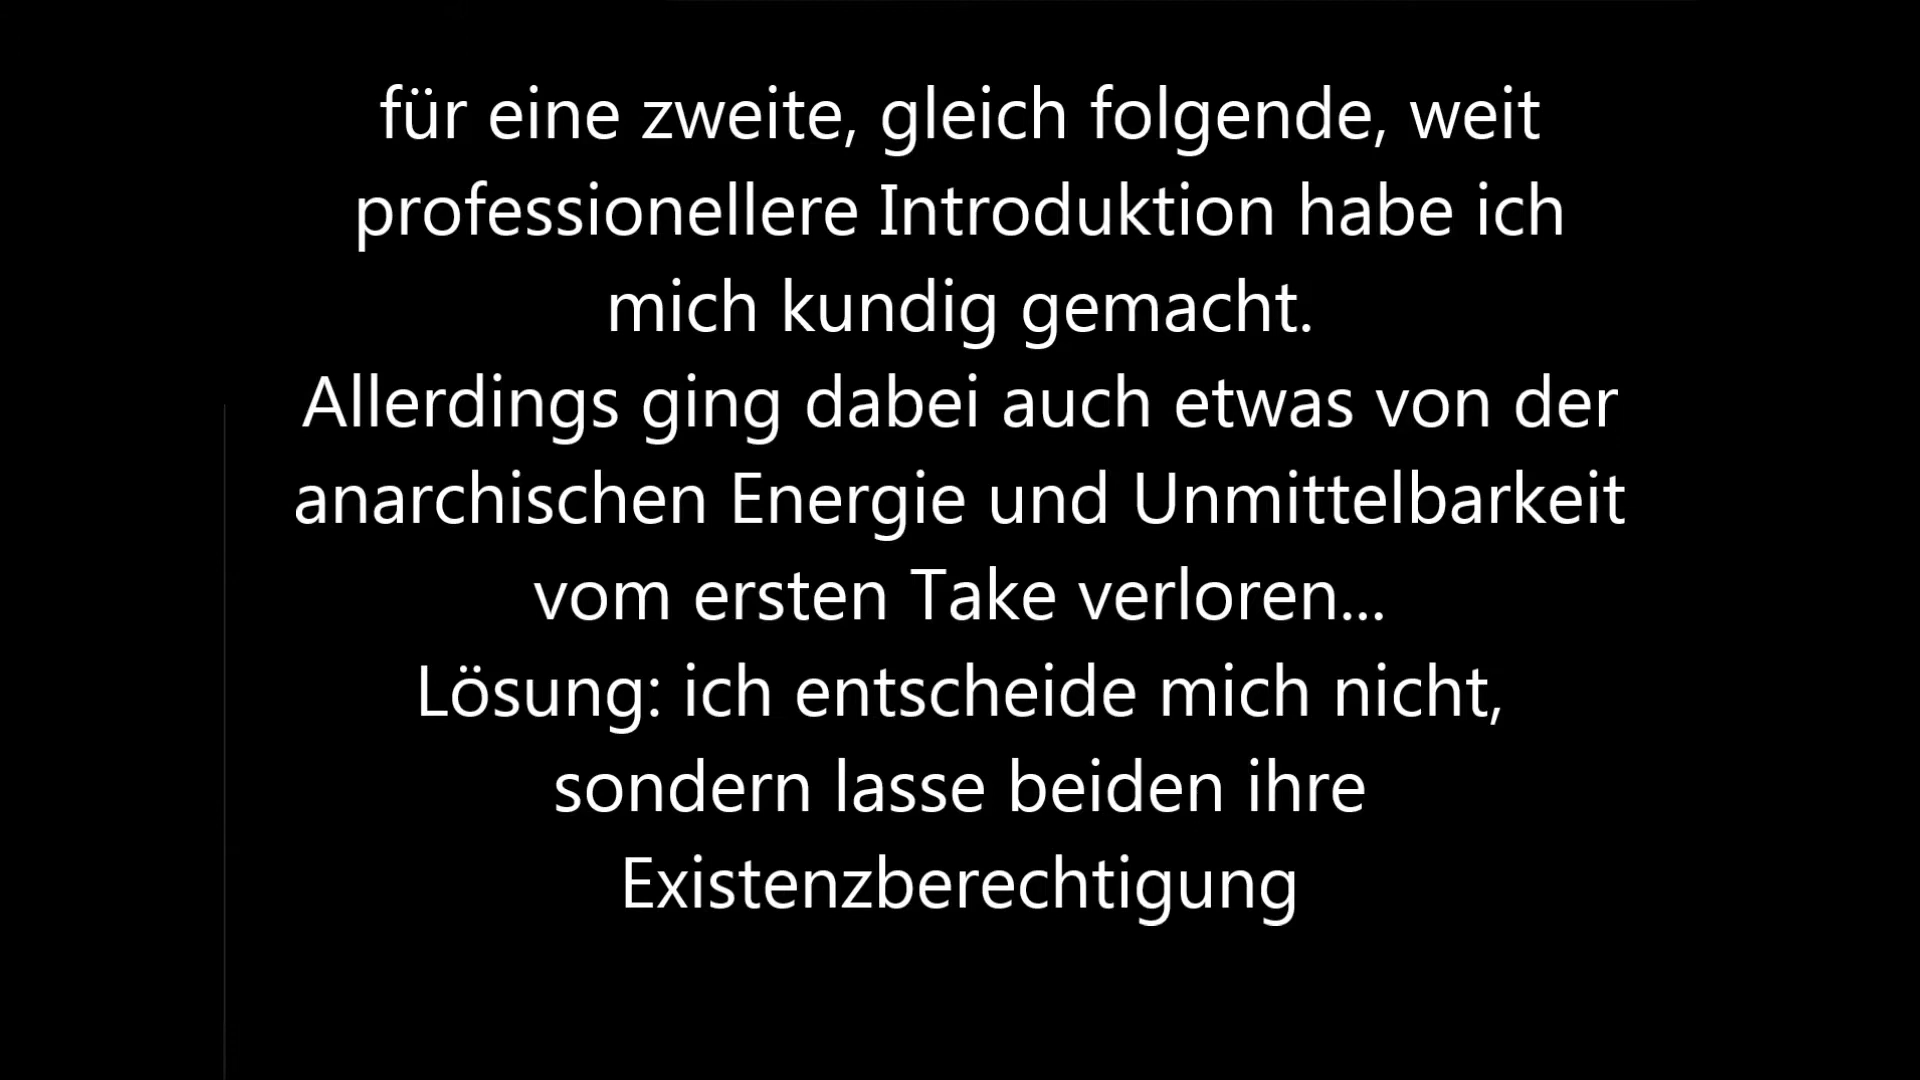 für eine zweite, gleich folgende, weit
professionellere Introduktion habe ich
mich kundig gemacht.
Allerdings ging dabei auch etwas von der
anarchischen Energie und Unmittelbarkeit
vom ersten Take verloren...
Lösung: ich entscheide mich nicht,
sondern lasse beiden ihre
Existenzberechtigung